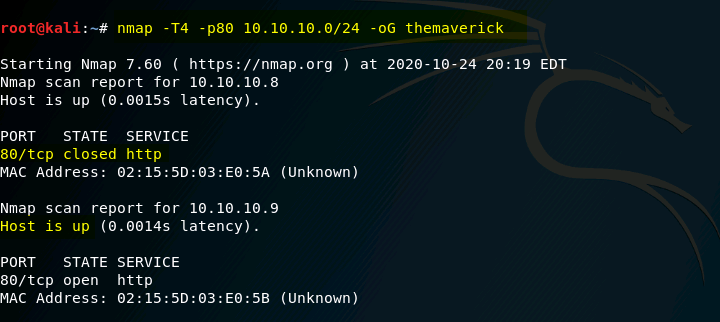 root@kali:~# nmap -T4 -p80 10.10.10.0/24 -oG themaverick
Starting Nmap 7.60 ( https://nmap.org ) at 2020-10-24 20:19 EDT
Nmap scan report for 10.10.10.8
Host is up (0.0015s latency).
PORT   STATE  SERVICE
80/tcp closed http
MAC Address: 02:15:5D:03:E0:5A (Unknown)
Nmap scan report for 10.10.10.9
Host is up (0.0014s latency).
PORT   STATE SERVICE
80/tcp open  http
MAC Address: 02:15:5D:03:E0:5B (Unknown)